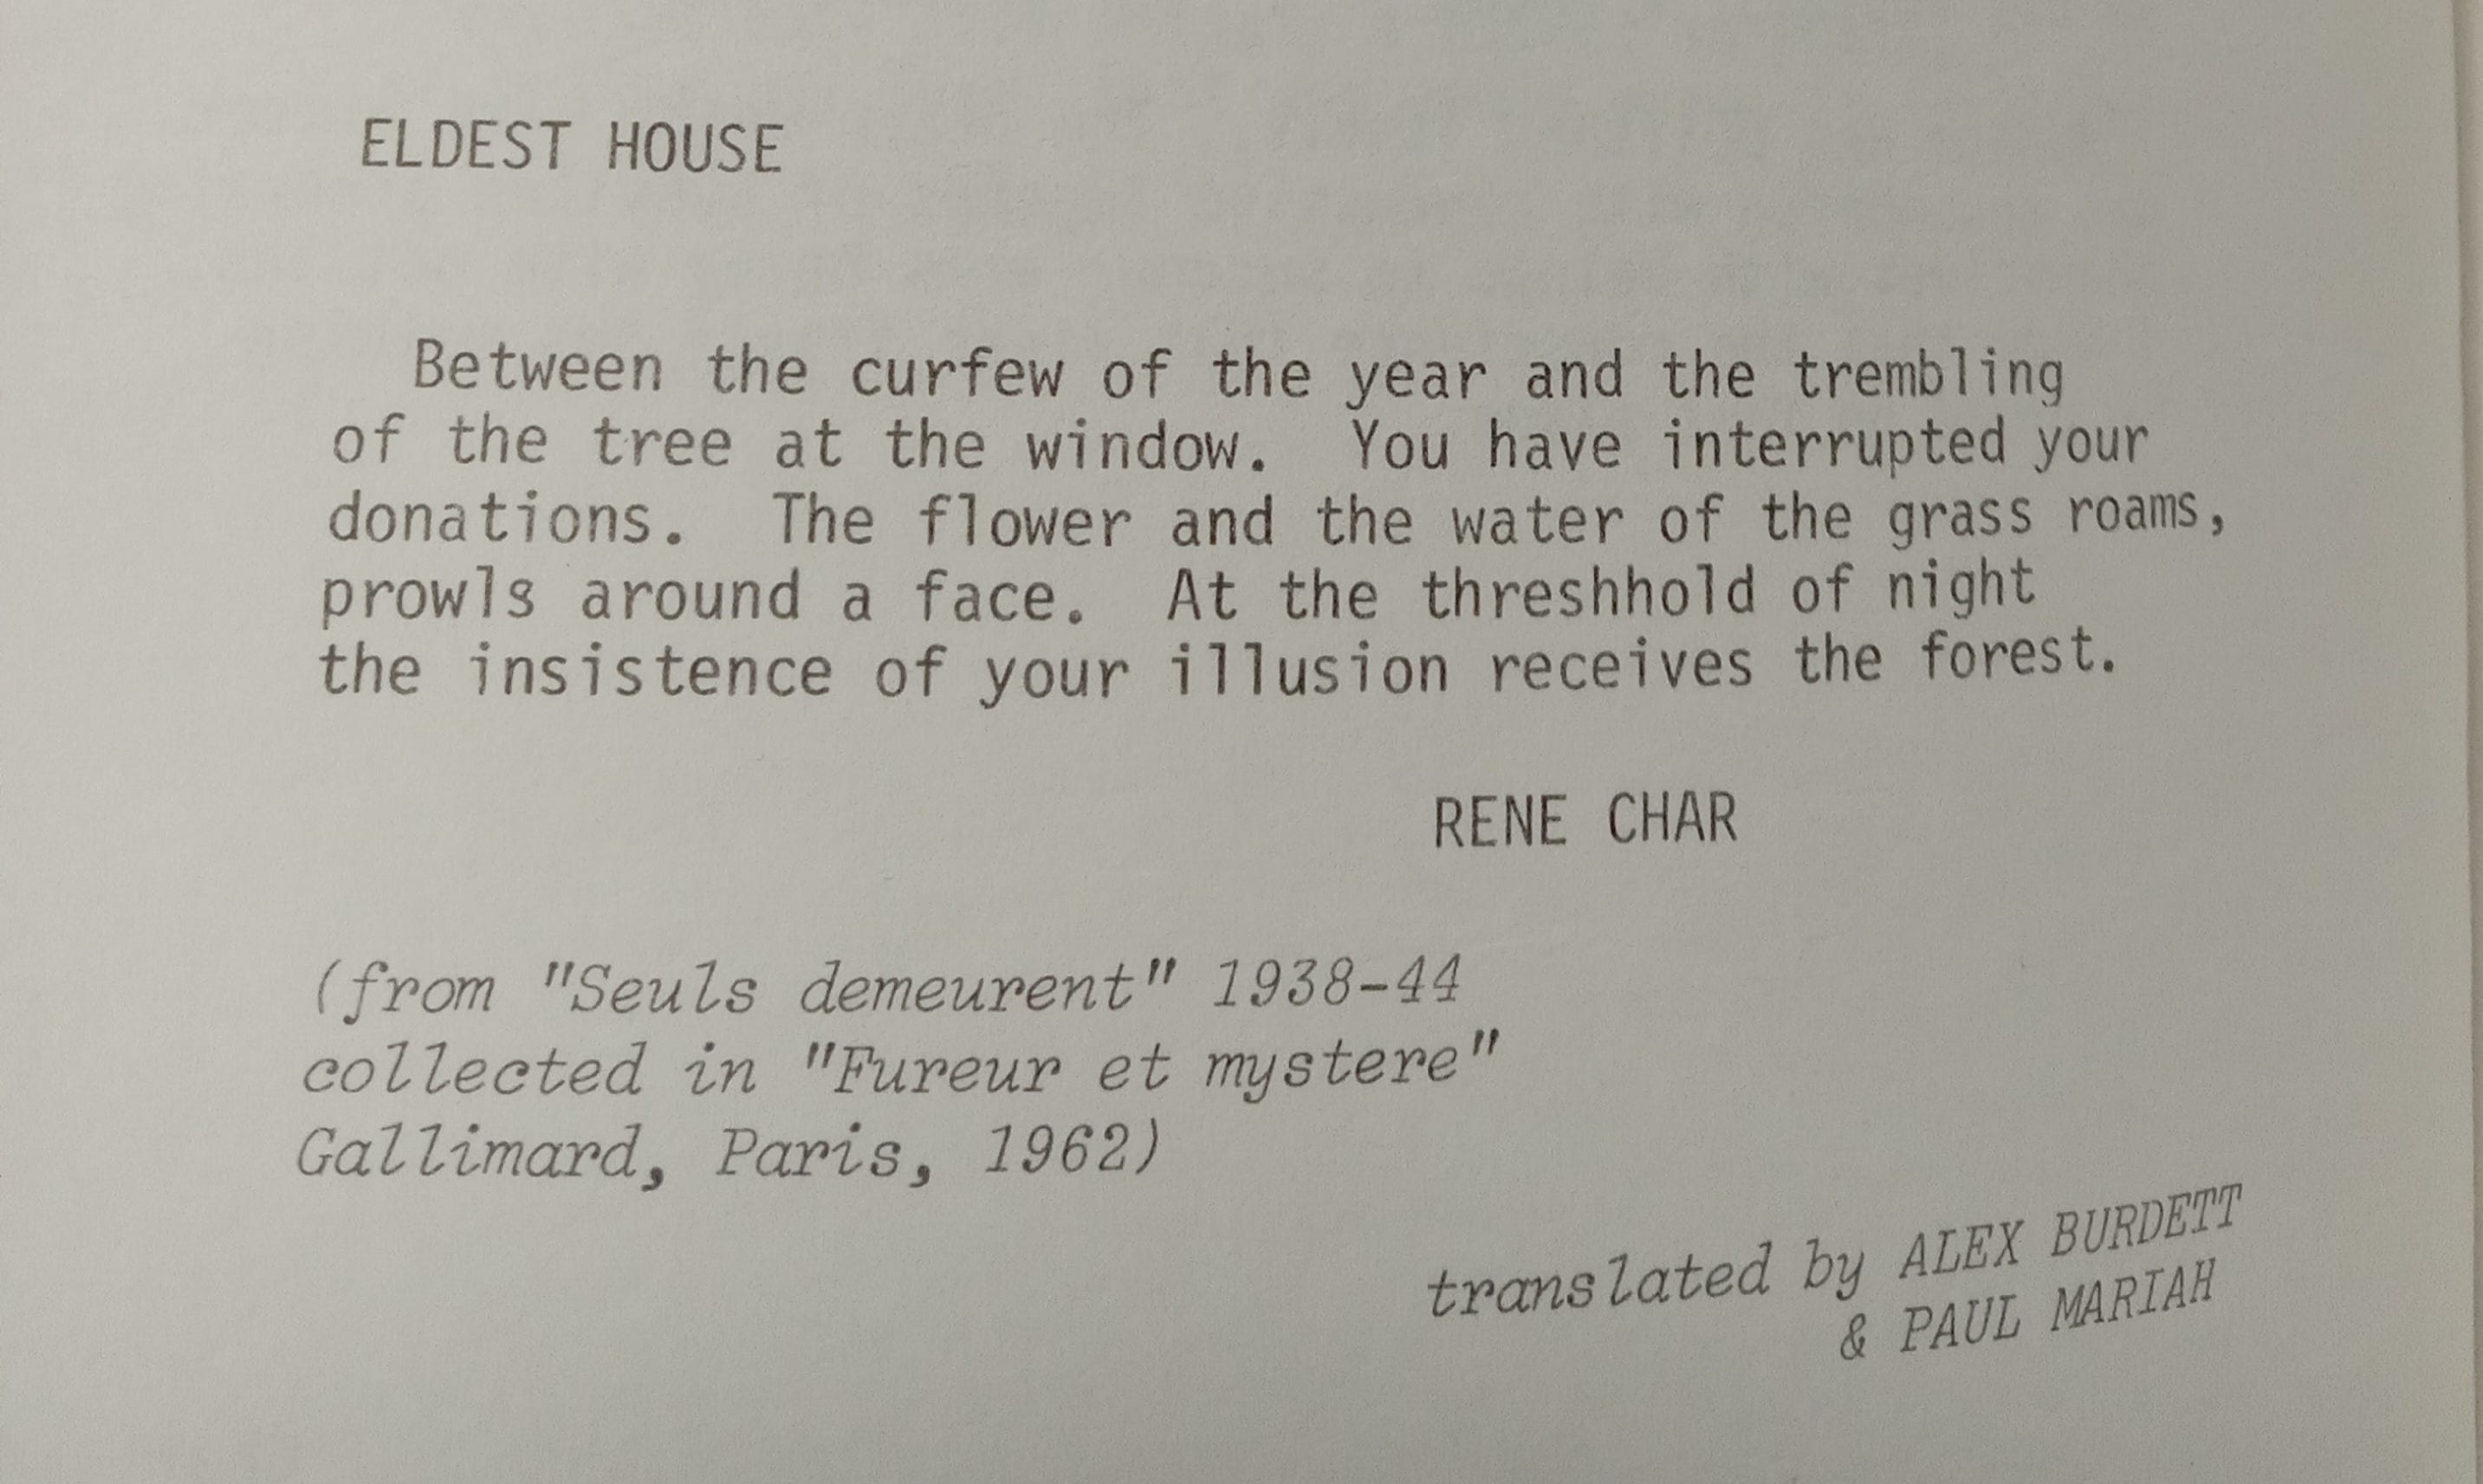 ELDEST HOUSE
Between the curfew of the year and the trembling
of the tree at the window. You have interrupted your
donations. The flower and the water of the grass roams,
prowls around a face. At the threshhold of night
the insistence of your illusion receives the forest.
RENE CHAR
(from "Seuls demeurent" 1938-44
collected in "Fureur et mystere"
Gallimard, Paris, 1962)
translated by ALEX BURDETT
& PAUL MARIAH